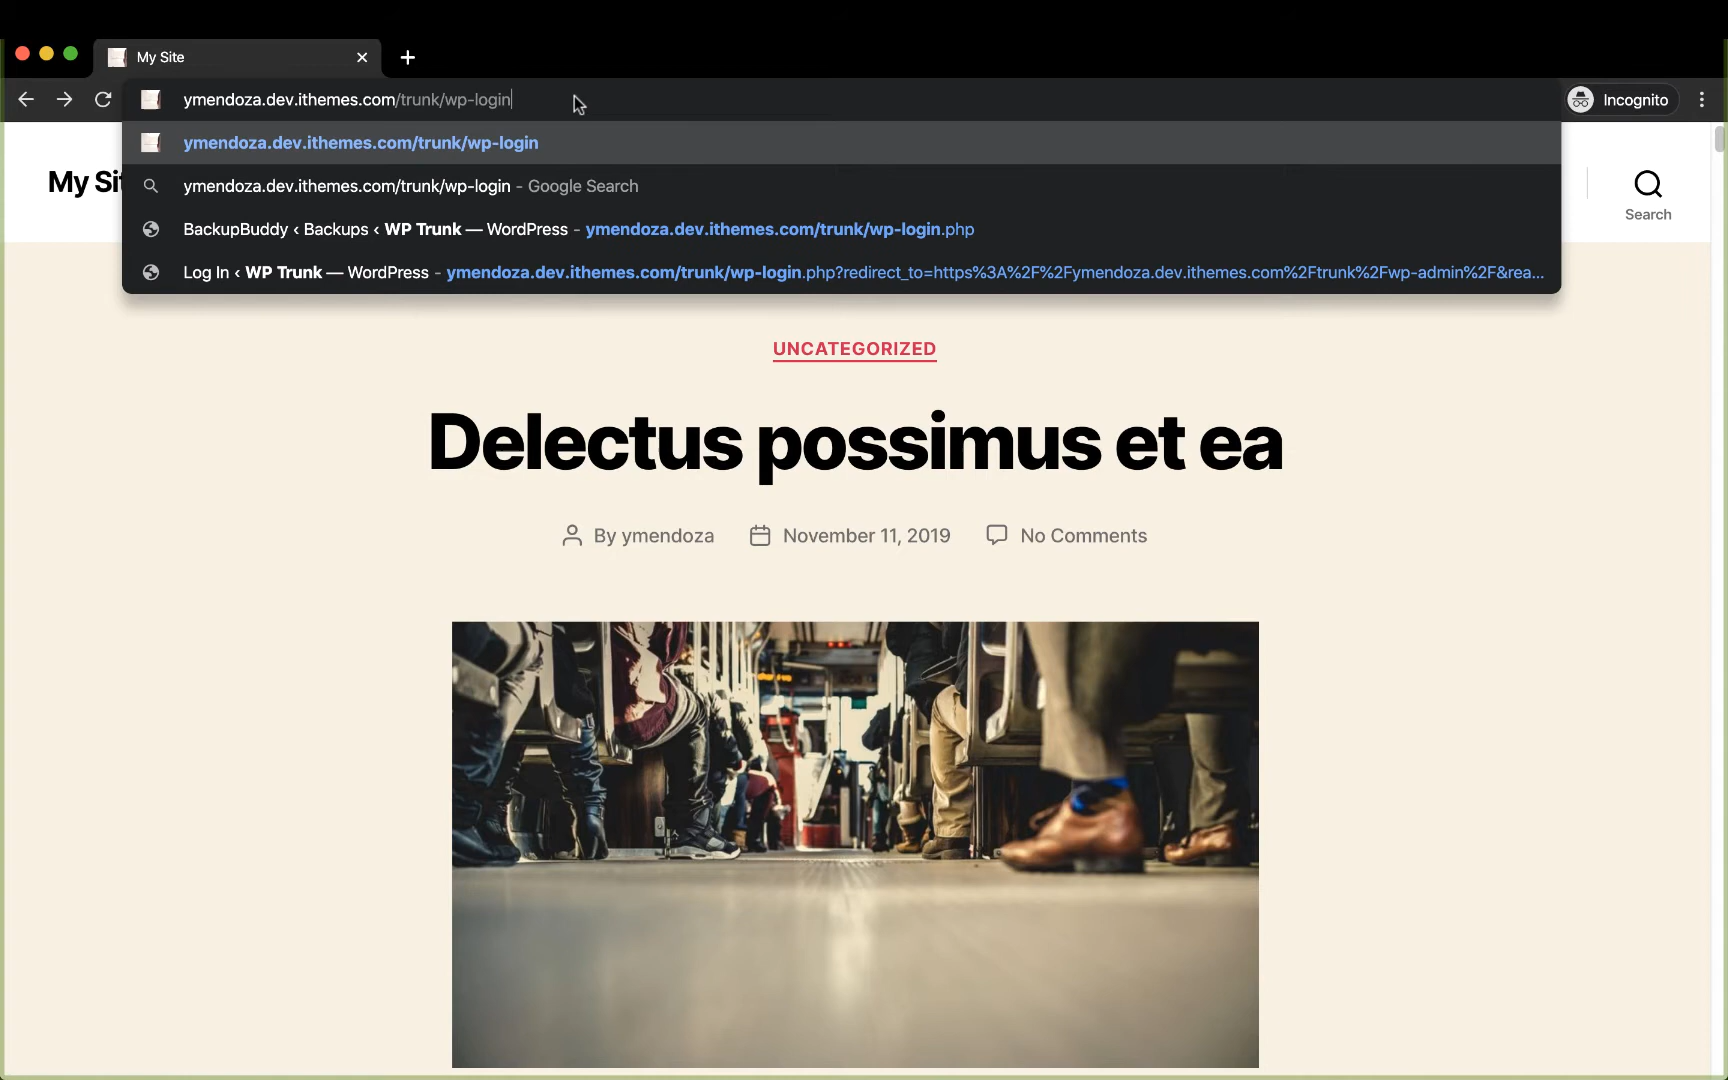 My Site
ymendoza.dev.ithemes.com/trunk/wp-login
Incognito
ymendoza.dev.ithemes.com/trunk/wp-login
ymendoza.dev.ithemes.com/trunk/wp-login - Google Search
BackupBuddy ‹ Backups ‹ WP Trunk — WordPress - ymendoza.dev.ithemes.com/trunk/wp-login.php
Log In ‹ WP Trunk — WordPress - ymendoza.dev.ithemes.com/trunk/wp-login.php?redirect_to=https%3A%2F%2Fymendoza.dev.ithemes.com%2Ftrunk%2Fwp-admin%2F&rea...
My Sit
Search
UNCATEGORIZED
Delectus possimus et ea
By ymendoza November 11, 2019 No Comments